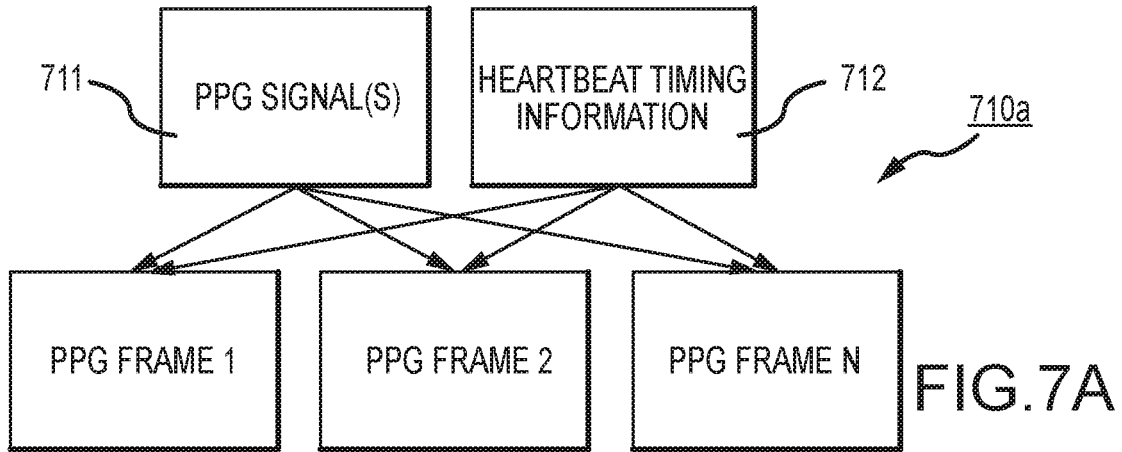 711
PPG SIGNAL(S)
HEARTBEAT TIMING
INFORMATION
712
710a
PPG FRAME 1
PPG FRAME 2
PPG FRAME N
FIG.7A